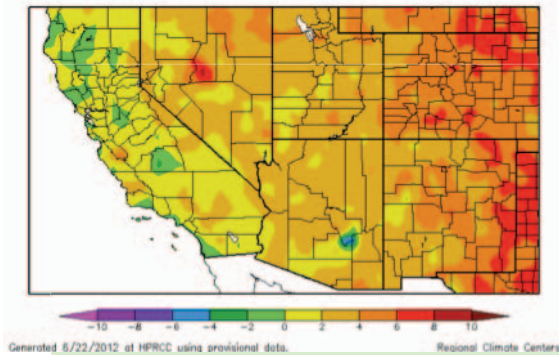 -10 -8 -6 -4 -2 0 2 4 6 8 10
Generated 6/22/2012 at HPRCC using provisional data.
Regional Climate Centers